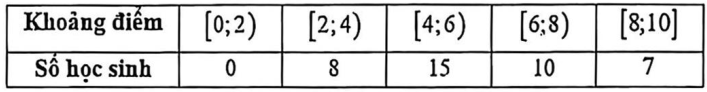 Khoảng điểm [0;2) [2;4) [4;6) [6;8) [8;10]
Số học sinh 0 8 15 10 7